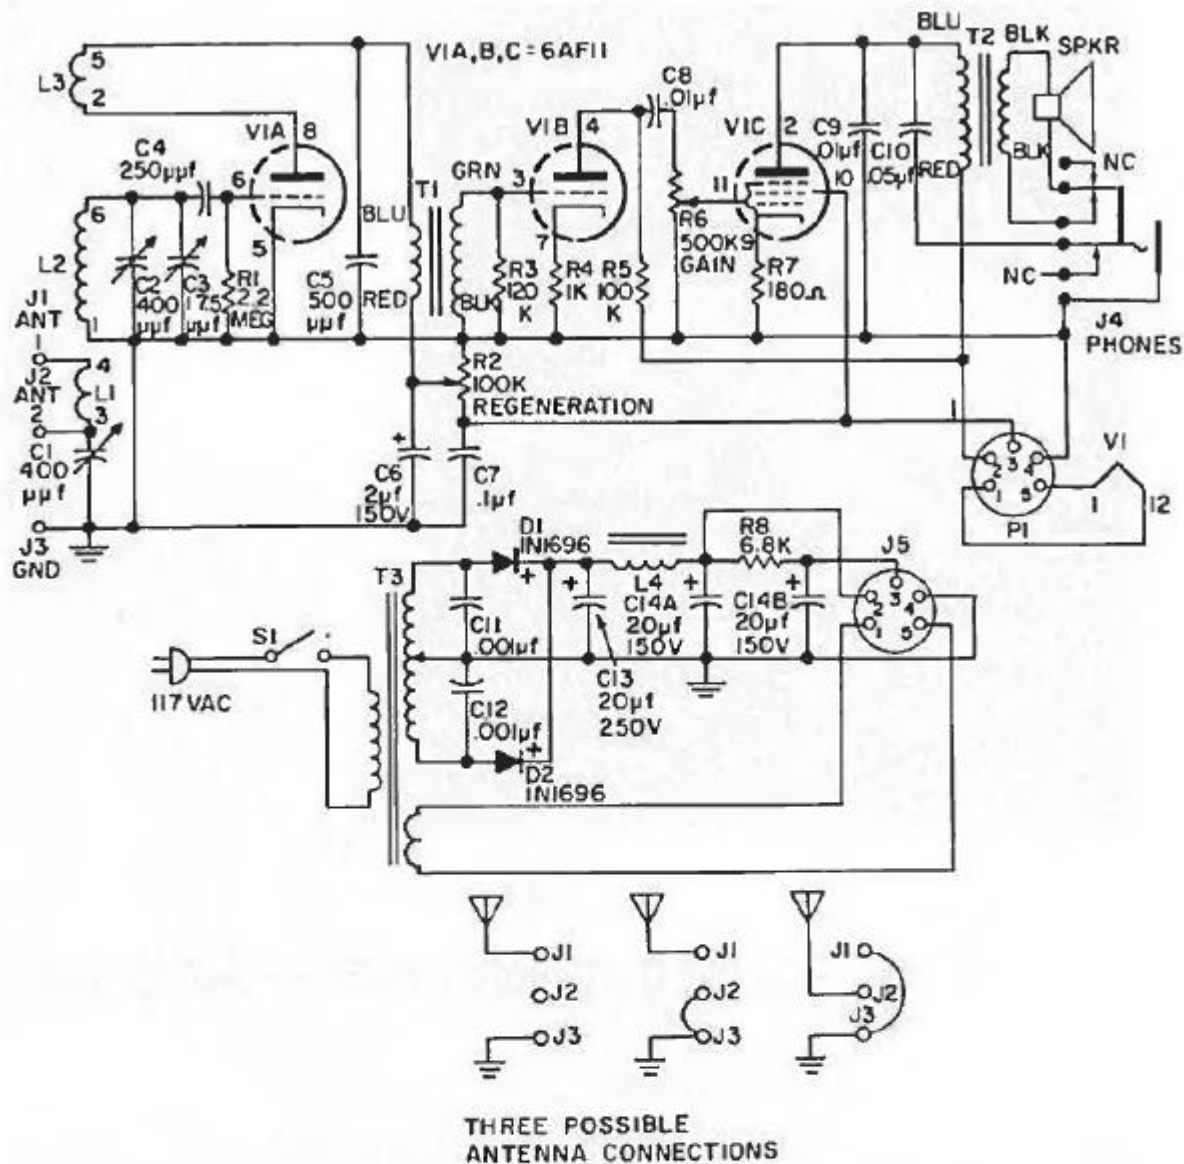 BLU
T2
BLK
SPKR
5
L3
2
V1A,B,C=6AF11
C8
.01µf
V1A 8
V1B 4
V1C 2
C9
.01µf
C10
.05µf
10
RED
BLK
NC
C4
250µµf
6
5
GRN
3
7
11
9
T1
BLU
RED
BLK
6
L2
1
C2
400
µµf
C3
17.5
µµf
R1
2.2
MEG
C5
500
µµf
R3
120
K
R4
1K
R5
100
K
R6
500K
GAIN
R7
180Ω
NC
J4
PHONES
J1
ANT
1
J2
ANT
2
4
L1
3
C1
400
µµf
J3
GND
R2
100K
REGENERATION
+
C6
2µf
150V
C7
.1µf
1
V1
1
12
2
3
4
1
5
P1
D1
1N1696
+
T3
C11
.001µf
C12
.001µf
+
D2
1N1696
+
C13
20µf
250V
L4
+
C14A
20µf
150V
R8
6.8K
+
C14B
20µf
150V
J5
2
3
4
1
5
S1
117VAC
J1
J2
J3
J1
J2
J3
J1
J2
J3
THREE POSSIBLE
ANTENNA CONNECTIONS